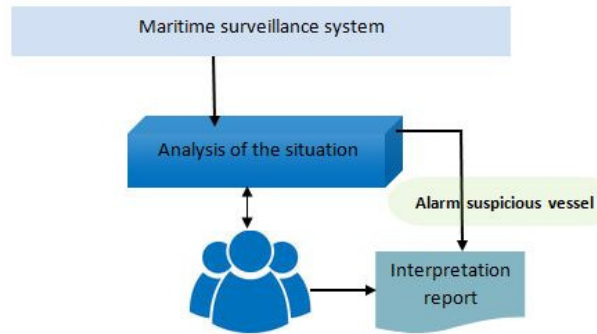 Maritime surveillance system
Analysis of the situation
Alarm suspicious vessel
Interpretation
report